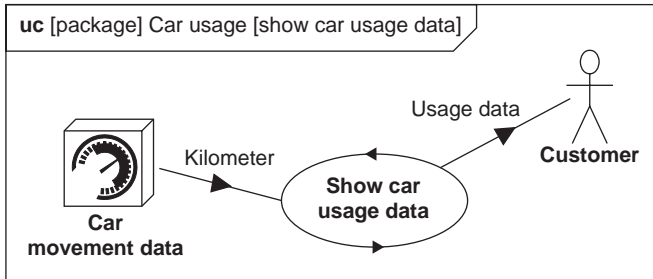 uc [package] Car usage [show car usage data]
Usage data
Kilometer
Customer
Show car
usage data
Car
movement data